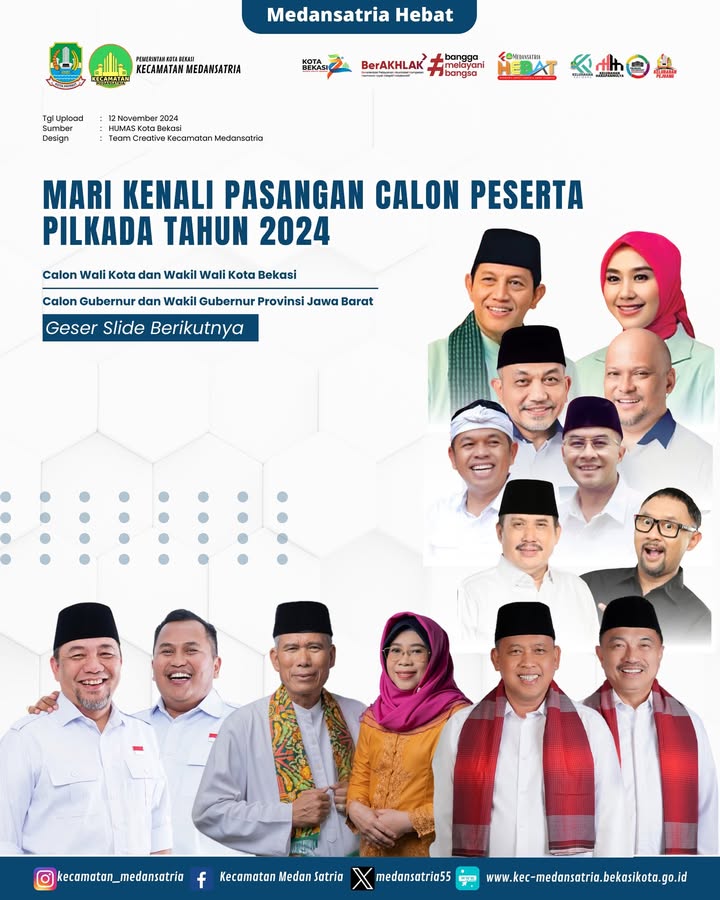 Medansatria Hebat
PEMERINTAH KOTA BEKASI
KECAMATAN MEDANSATRIA
KECAMATAN
KOTA BEKASI
BerAKHLAK
#bangga melayani bangsa
MEDANSATRIA
HEBAT
Tgl Upload : 12 November 2024
Sumber : HUMAS Kota Bekasi
Design : Team Creative Kecamatan Medansatria
MARI KENALI PASANGAN CALON PESERTA
PILKADA TAHUN 2024
Calon Wali Kota dan Wakil Wali Kota Bekasi
Calon Gubernur dan Wakil Gubernur Provinsi Jawa Barat
Geser Slide Berikutnya
kecamatan_medansatria Kecamatan Medan Satria medansatria55 www.kec-medansatria.bekasikota.go.id